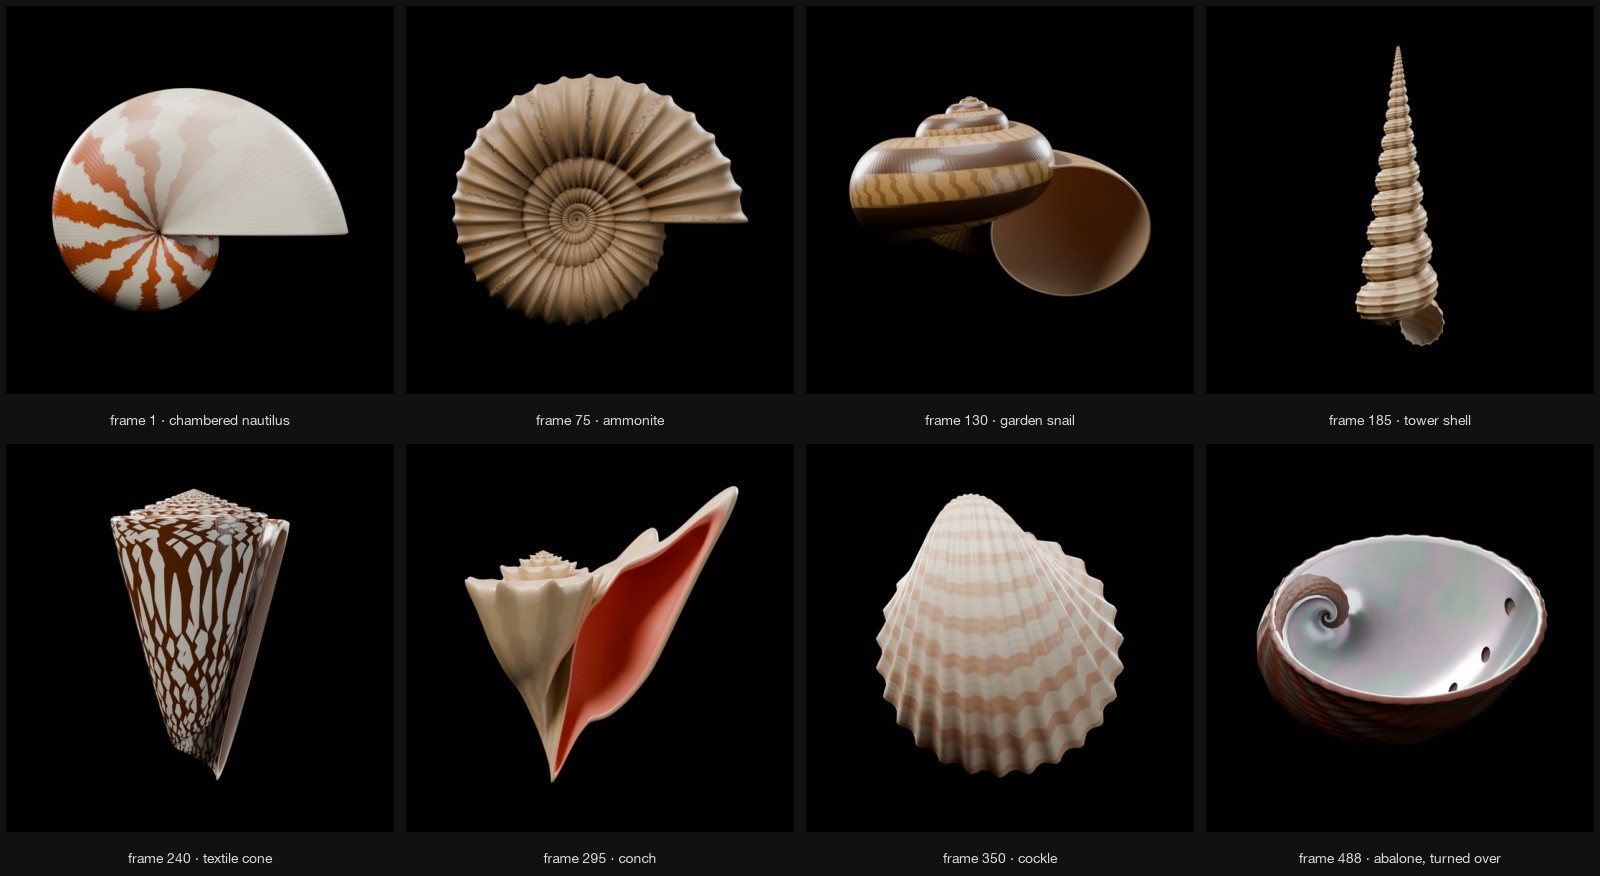 frame 1 · chambered nautilus
frame 75 · ammonite
frame 130 · garden snail
frame 185 · tower shell
frame 240 · textile cone
frame 295 · conch
frame 350 · cockle
frame 488 · abalone, turned over